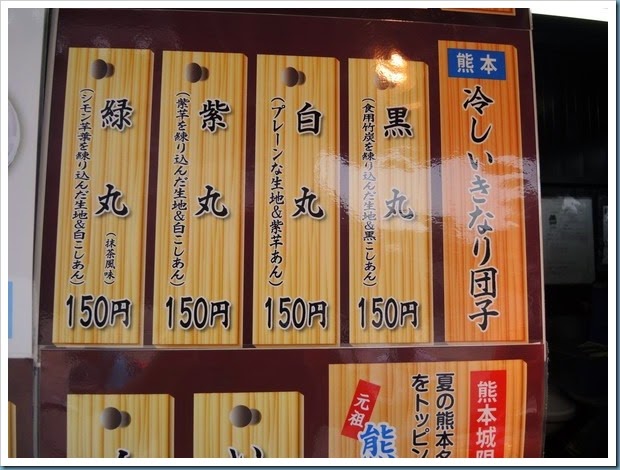 熊本
冷しいきなり団子
黒丸
(食用竹炭を練り込んだ生地&黒こしあん)
150円
白丸
(プレーンな生地&紫芋あん)
150円
紫丸
(紫芋を練り込んだ生地&白こしあん)
150円
緑丸
(シモン芋葉を練り込んだ生地&白こしあん)
(抹茶風味)
150円
熊本城限
夏の熊本名
をトッピン
元祖
熊